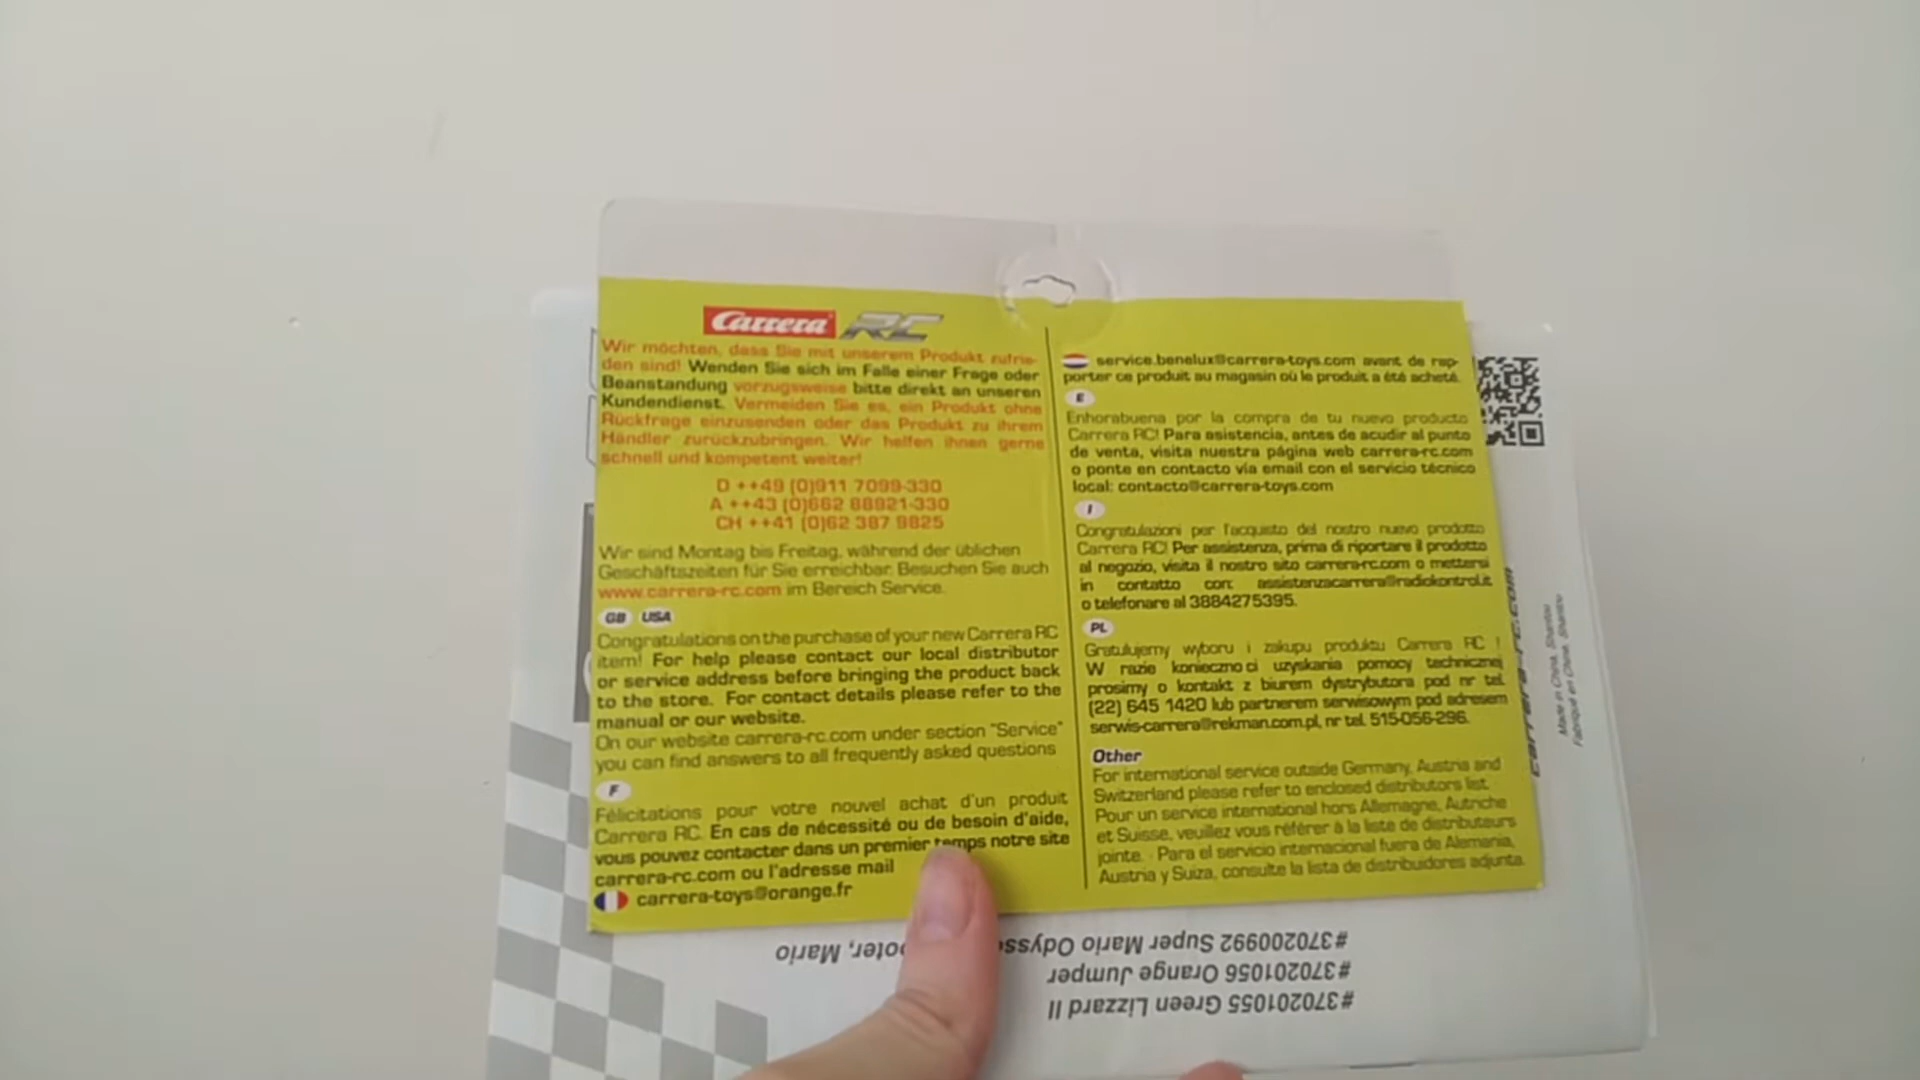 Carrera RC
Wir möchten, dass Sie mit unserem Produkt zufrie-
den sind! Wenden Sie sich im Falle einer Frage oder
Beanstandung vorzugsweise bitte direkt an unseren
Kundendienst. Vermeiden Sie es, ein Produkt ohne
Rückfrage einzusenden oder das Produkt zu ihrem
Händler zurückzubringen. Wir helfen ihnen gerne
schnell und kompetent weiter!
D ++49 (0)911 7099-330
A ++43 (0)662 88921-330
CH ++41 (0)62 387 9825
Wir sind Montag bis Freitag, während der üblichen
Geschäftszeiten für Sie erreichbar. Besuchen Sie auch
www.carrera-rc.com im Bereich Service.
GB USA
Congratulations on the purchase of your new Carrera RC
item! For help please contact our local distributor
or service address before bringing the product back
to the store. For contact details please refer to the
manual or our website.
On our website carrera-rc.com under section "Service"
you can find answers to all frequently asked questions
F
Félicitations pour votre nouvel achat d'un produit
Carrera RC. En cas de nécessité ou de besoin d'aide,
vous pouvez contacter dans un premier temps notre site
carrera-rc.com ou l'adresse mail
carrera-toys@orange.fr
service.benelux@carrera-toys.com avant de rap-
porter ce produit au magasin où le produit a été acheté.
E
Enhorabuena por la compra de tu nuevo producto
Carrera RC! Para asistencia, antes de acudir al punto
de venta, visita nuestra página web carrera-rc.com
o ponte en contacto vía email con el servicio técnico
local: contacto@carrera-toys.com
I
Congratulazioni per l'acquisto del nostro nuovo prodotto
Carrera RC! Per assistenza, prima di riportare il prodotto
al negozio, visita il nostro sito carrera-rc.com o mettersi
in contatto con: assistenzacarrera@radiokontrol.it
o telefonare al 3884275395.
PL
Gratulujemy wyboru i zakupu produktu Carrera RC !
W razie konieczno ci uzyskania pomocy technicznej
prosimy o kontakt z biurem dystrybutora pod nr tel.
(22) 645 1420 lub partnerem serwisowym pod adresem
serwis-carrera@rekman.com.pl, nr tel. 515-056-296.
Other
For international service outside Germany, Austria and
Switzerland please refer to enclosed distributors list.
Pour un service international hors Allemagne, Autriche
et Suisse, veuillez vous référer à la liste de distributeurs
jointe. · Para el servicio internacional fuera de Alemania,
Austria y Suiza, consulte la lista de distribuidores adjunta.
carrera-rc.com
Made in China, Shantou
Fabriqué en Chine, Shantou
#370201055 Green Lizzard II
#370201056 Orange Jumper
#370200992 Super Mario Mario